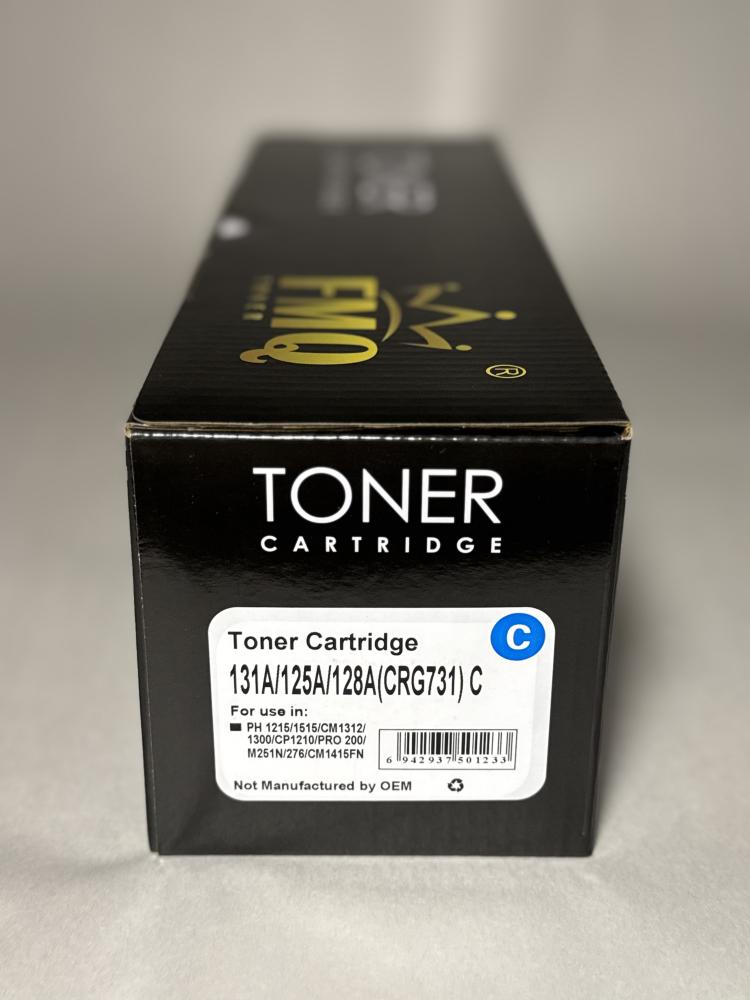 FMQ
TONER
®
TONER
CARTRIDGE
Toner Cartridge
C
131A/125A/128A(CRG731) C
For use in:
PH 1215/1515/CM1312/
1300/CP1210/PRO 200/
M251N/276/CM1415FN
6 942937 501233
Not Manufactured by OEM